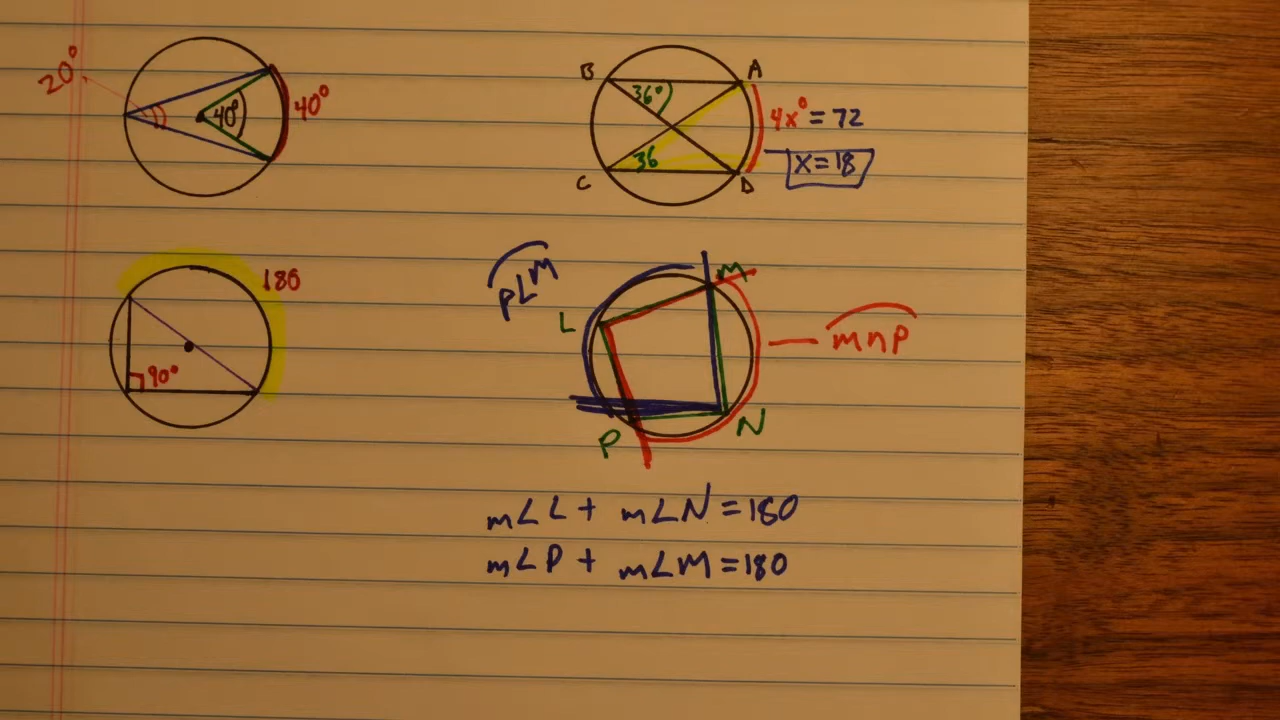 20°
40°
40°
B
A
36°
4x° = 72
36
x=18
C
D
180
90°
PLM
M
L
mnP
P
N
m∠L + m∠N = 180
m∠P + m∠M = 180